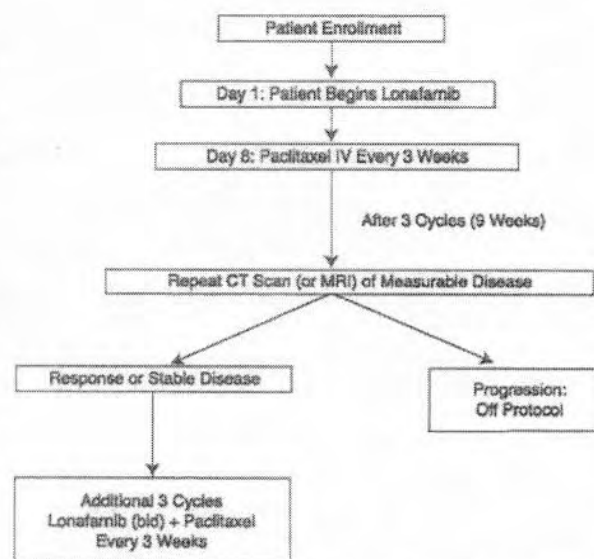 Patient Enrollment
Day 1: Patient Begins Lonafarnib
Day 8: Paclitaxel IV Every 3 Weeks
After 3 Cycles (9 Weeks)
Repeat CT Scan (or MRI) of Measurable Disease
Response or Stable Disease
Progression:
Off Protocol
Additional 3 Cycles
Lonafarnib (bid) + Paclitaxel
Every 3 Weeks